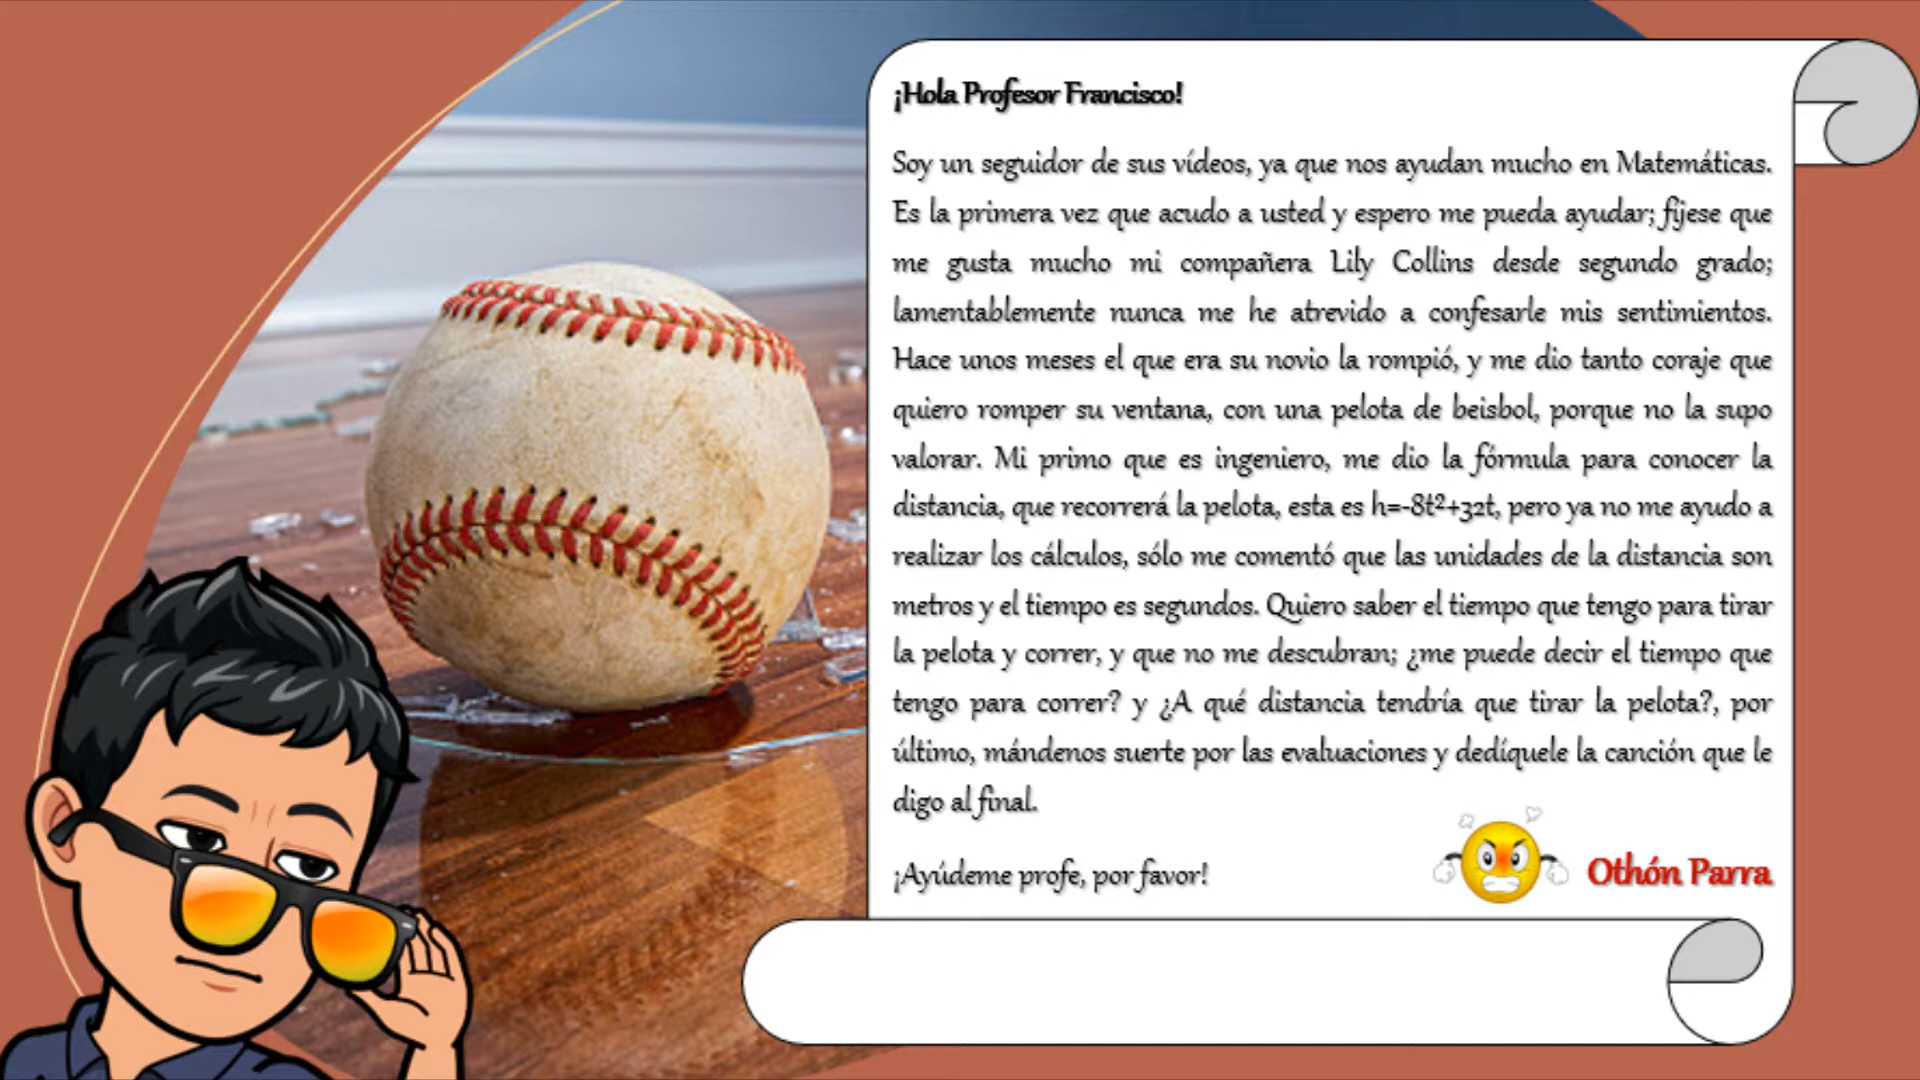 ¡Hola Profesor Francisco!
Soy un seguidor de sus vídeos, ya que nos ayudan mucho en Matemáticas.
Es la primera vez que acudo a usted y espero me pueda ayudar; fíjese que
me gusta mucho mi compañera Lily Collins desde segundo grado;
lamentablemente nunca me he atrevido a confesarle mis sentimientos.
Hace unos meses el que era su novio la rompió, y me dio tanto coraje que
quiero romper su ventana, con una pelota de beisbol, porque no la supo
valorar. Mi primo que es ingeniero, me dio la fórmula para conocer la
distancia, que recorrerá la pelota, esta es h=-8t²+32t, pero ya no me ayudo a
realizar los cálculos, sólo me comentó que las unidades de la distancia son
metros y el tiempo es segundos. Quiero saber el tiempo que tengo para tirar
la pelota y correr, y que no me descubran; ¿me puede decir el tiempo que
tengo para correr? y ¿A qué distancia tendría que tirar la pelota?, por
último, mándenos suerte por las evaluaciones y dedíquele la canción que le
digo al final.
¡Ayúdeme profe, por favor!
Othón Parra